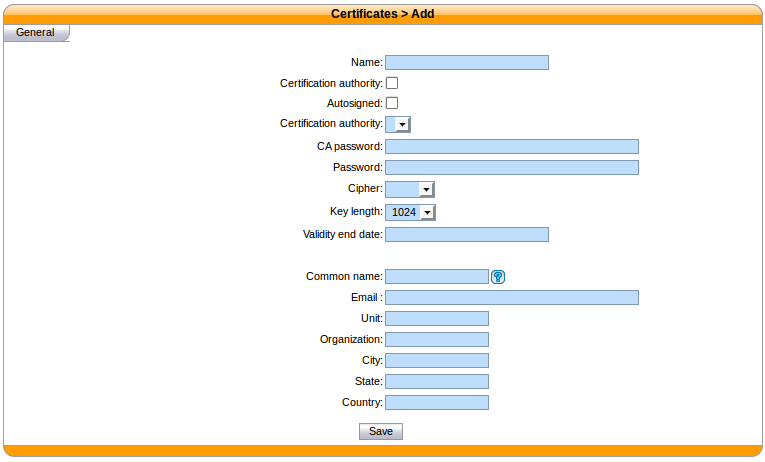 Certificates > Add
General
Name:
Certification authority:
Autosigned:
Certification authority:
CA password:
Password:
Cipher:
Key length: 1024
Validity end date:
Common name: ?
Email :
Unit:
Organization:
City:
State:
Country:
Save